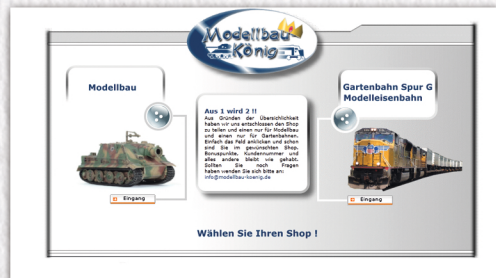 Modellbau
König
Modellbau
Gartenbahn Spur G
Modelleisenbahn
Aus 1 wird 2 !!
Aus Gründen der Übersichlichkeit
haben wir uns entschlossen den Shop
zu teilen und einen nur für Modellbau
und einen nur für Gartenbahnen.
Einfach das Feld anklicken und schon
sind Sie im gewünschten Shop.
Bonuspunkte, Kundennummer und
alles andere bleibt wie gehabt.
Sollten Sie noch Fragen
haben wenden Sie sich bitte an:
info@modellbau-koenig.de
Eingang
Eingang
Wählen Sie Ihren Shop !